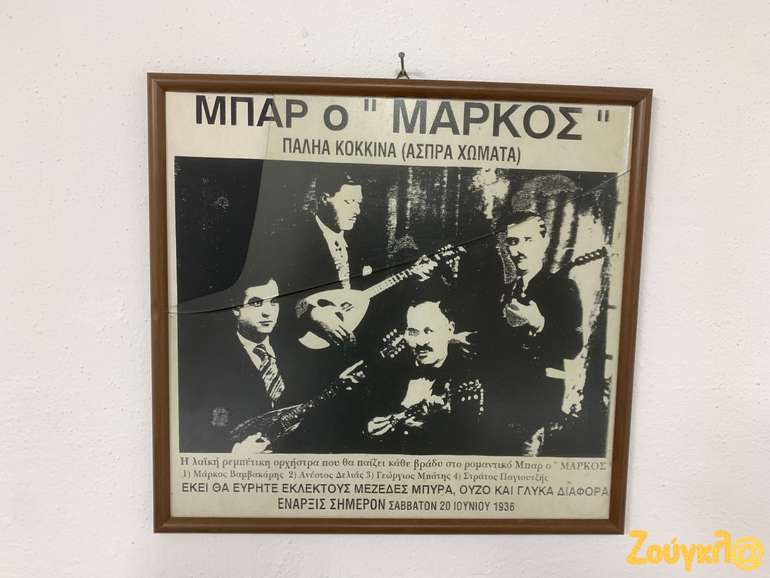 ΜΠΑΡ ο " ΜΑΡΚΟΣ "
ΠΑΛΗΑ ΚΟΚΚΙΝΑ (ΑΣΠΡΑ ΧΩΜΑΤΑ)
Η λαϊκή ρεμπέτικη ορχήστρα που θα παίζει κάθε βράδυ στο ρομαντικό Μπαρ ο " ΜΑΡΚΟΣ
1) Μάρκος Βαμβακάρης 2) Ανέστος Δελιάς 3) Γεώργιος Μπάτης 4) Στράτος Παγιουτζής
ΕΚΕΙ ΘΑ ΕΥΡΗΤΕ ΕΚΛΕΚΤΟΥΣ ΜΕΖΕΔΕΣ ΜΠΥΡΑ, ΟΥΖΟ ΚΑΙ ΓΛΥΚΑ ΔΙΑΦΟΡΑ
ΕΝΑΡΞΙΣ ΣΗΜΕΡΟΝ ΣΑΒΒΑΤΟΝ 20 ΙΟΥΝΙΟΥ 1936
Ζούγκλ@